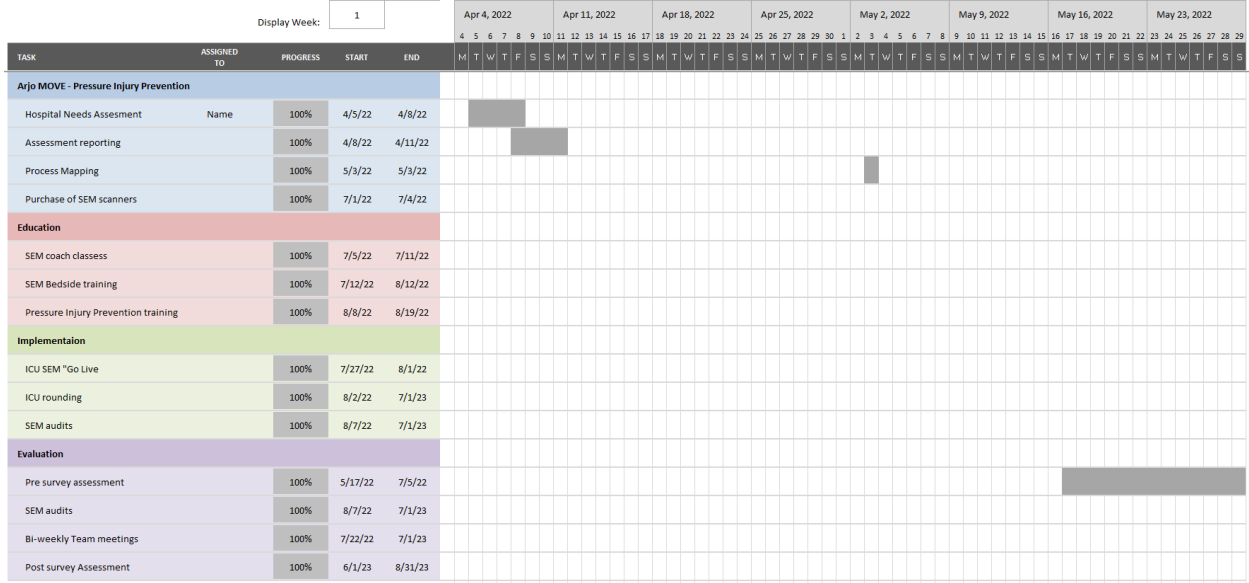 Display Week: 1
Apr 4, 2022 Apr 11, 2022 Apr 18, 2022 Apr 25, 2022 May 2, 2022 May 9, 2022 May 16, 2022 May 23, 2022
4 5 6 7 8 9 10 11 12 13 14 15 16 17 18 19 20 21 22 23 24 25 26 27 28 29 30 1 2 3 4 5 6 7 8 9 10 11 12 13 14 15 16 17 18 19 20 21 22 23 24 25 26 27 28 29
TASK ASSIGNED TO PROGRESS START END M T W T F S S M T W T F S S M T W T F S S M T W T F S S M T W T F S S M T W T F S S M T W T F S S M T W T F S S
Arjo MOVE - Pressure Injury Prevention
Hospital Needs Assesment Name 100% 4/5/22 4/8/22
Assessment reporting 100% 4/8/22 4/11/22
Process Mapping 100% 5/3/22 5/3/22
Purchase of SEM scanners 100% 7/1/22 7/4/22
Education
SEM coach classess 100% 7/5/22 7/11/22
SEM Bedside training 100% 7/12/22 8/12/22
Pressure Injury Prevention training 100% 8/8/22 8/19/22
Implementaion
ICU SEM "Go Live 100% 7/27/22 8/1/22
ICU rounding 100% 8/2/22 7/1/23
SEM audits 100% 8/7/22 7/1/23
Evaluation
Pre survey assessment 100% 5/17/22 7/5/22
SEM audits 100% 8/7/22 7/1/23
Bi-weekly Team meetings 100% 7/22/22 7/1/23
Post survey Assessment 100% 6/1/23 8/31/23